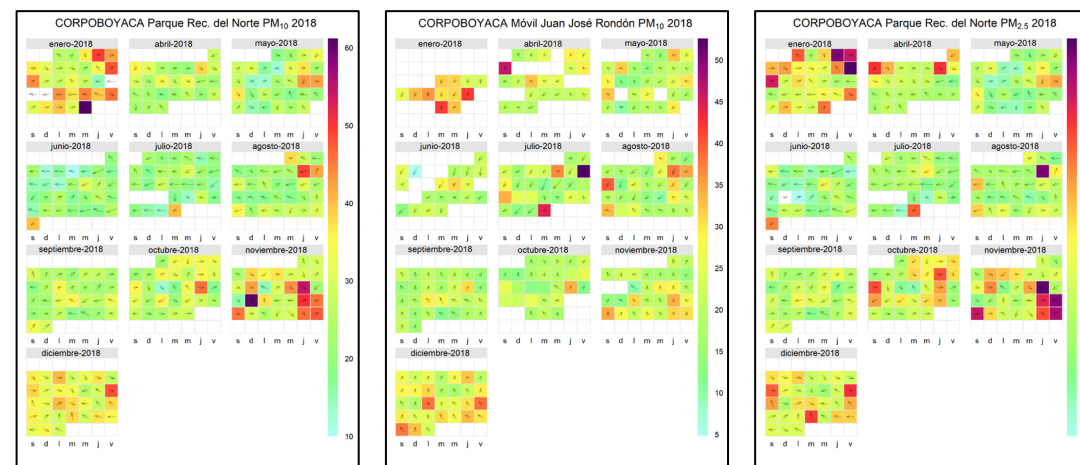 CORPOBOYACA Parque Rec. del Norte PM10 2018
enero-2018 abril-2018 mayo-2018
s d l m m j v s d l m m j v s d l m m j v
junio-2018 julio-2018 agosto-2018
s d l m m j v s d l m m j v s d l m m j v
septiembre-2018 octubre-2018 noviembre-2018
s d l m m j v s d l m m j v s d l m m j v
diciembre-2018
s d l m m j v
60
50
40
30
20
10
CORPOBOYACA Móvil Juan José Rondón PM10 2018
enero-2018 abril-2018 mayo-2018
s d l m m j v s d l m m j v s d l m m j v
junio-2018 julio-2018 agosto-2018
s d l m m j v s d l m m j v s d l m m j v
septiembre-2018 octubre-2018 noviembre-2018
s d l m m j v s d l m m j v s d l m m j v
diciembre-2018
s d l m m j v
50
45
40
35
30
25
20
15
10
5
CORPOBOYACA Parque Rec. del Norte PM2.5 2018
enero-2018 abril-2018 mayo-2018
s d l m m j v s d l m m j v s d l m m j v
junio-2018 julio-2018 agosto-2018
s d l m m j v s d l m m j v s d l m m j v
septiembre-2018 octubre-2018 noviembre-2018
s d l m m j v s d l m m j v s d l m m j v
diciembre-2018
s d l m m j v